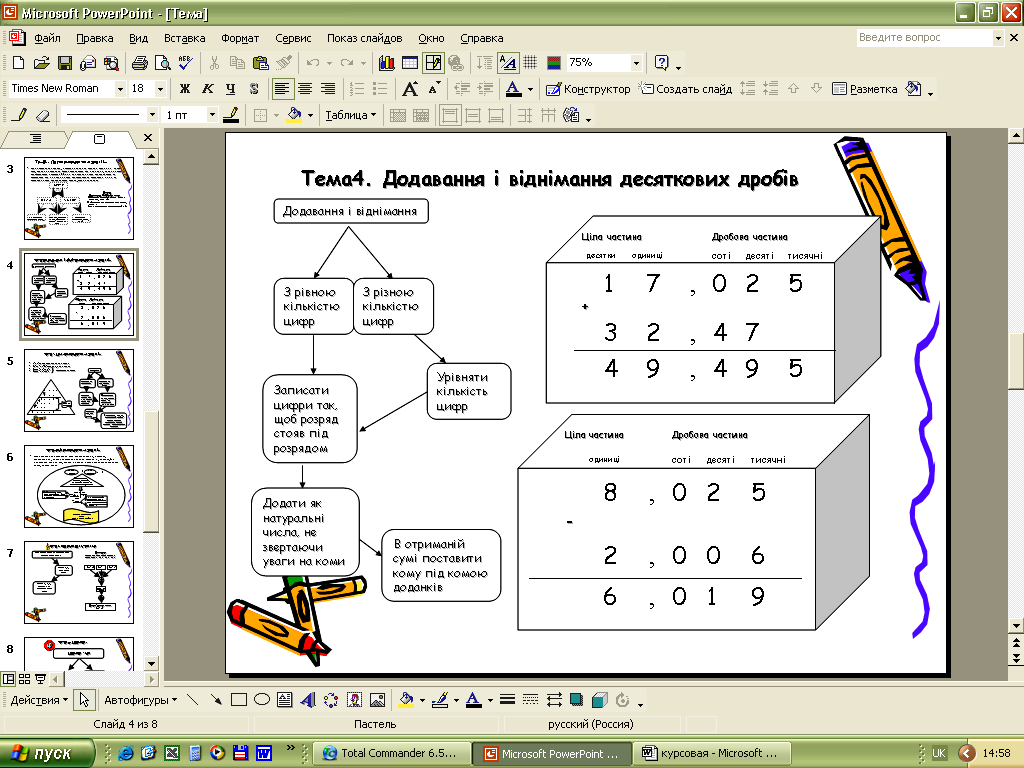 Microsoft PowerPoint - [Тема]
Файл Правка Вид Вставка Формат Сервис Показ слайдов Окно Справка Введите вопрос
75%
Times New Roman 18 Ж К Ч S А А А Конструктор Создать слайд Разметка
1 пт Таблица
3
4
5
6
7
8
Тема4. Додавання і віднімання десяткових дробів
Додавання і віднімання
З рівною
кількістю
цифр
З різною
кількістю
цифр
Урівняти
кількість
цифр
Записати
цифри так,
щоб розряд
стояв під
розрядом
Додати як
натуральні
числа, не
звертаючи
уваги на коми
В отриманій
сумі поставити
кому під комою
доданків
Ціла частина Дробова частина
десятки одиниці соті десяті тисячні
1 7 , 0 2 5
+
3 2 , 4 7
4 9 , 4 9 5
Ціла частина Дробова частина
одиниці соті десяті тисячні
8 , 0 2 5
-
2 , 0 0 6
6 , 0 1 9
Действия Автофигуры
Слайд 4 из 8 Пастель русский (Россия)
пуск Total Commander 6.5... Microsoft PowerPoint ... курсовая - Microsoft ... UK 14:58